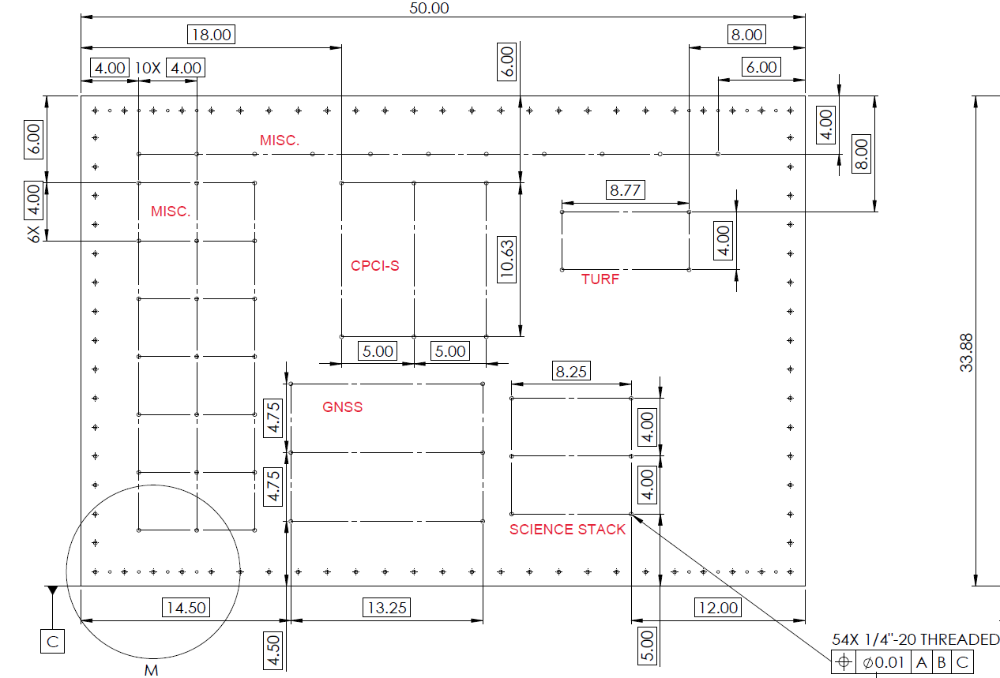 50.00
18.00
8.00
4.00 10X 4.00
6.00
6.00
6.00
4.00
8.00
MISC.
MISC.
6X 4.00
8.77
4.00
CPCI-S
10.63
TURF
5.00 5.00
8.25
GNSS
4.75
4.00
4.75
4.00
33.88
SCIENCE STACK
14.50
13.25
12.00
C
4.50
5.00
M
54X 1/4"-20 THREADED
⌖ ⌀0.01 A B C